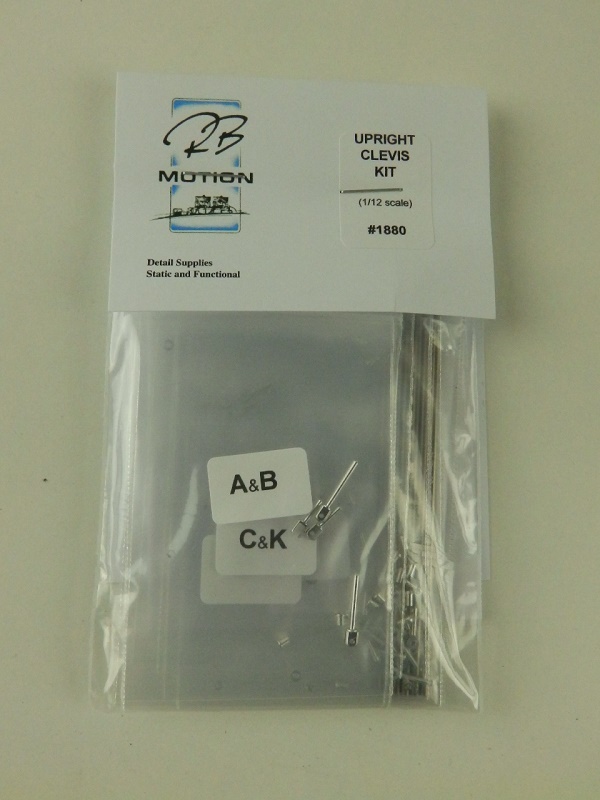 RB
MOTION
Detail Supplies
Static and Functional
UPRIGHT
CLEVIS
KIT
(1/12 scale)
#1880
A&B
C&K